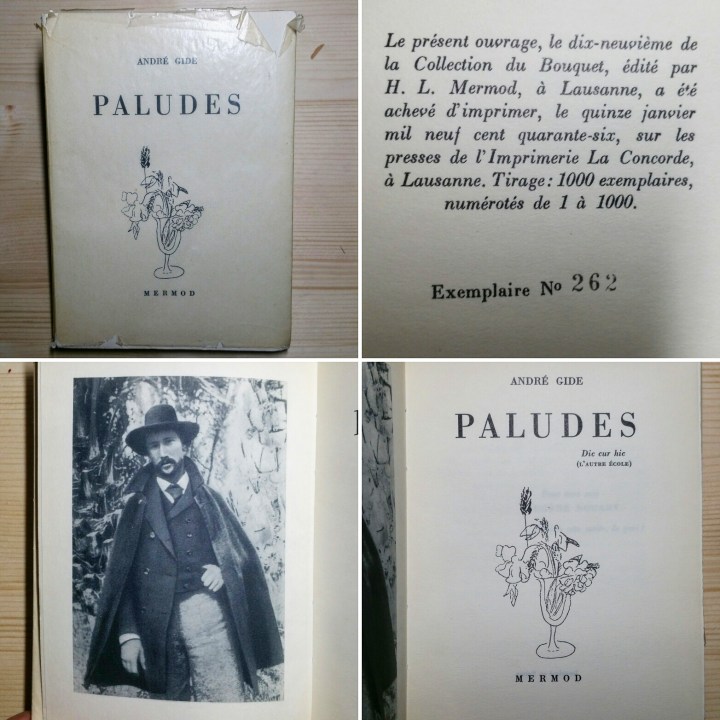 ANDRÉ GIDE
PALUDES
MERMOD
Le présent ouvrage, le dix-neuvième de
la Collection du Bouquet, édité par
H. L. Mermod, à Lausanne, a été
achevé d'imprimer, le quinze janvier
mil neuf cent quarante-six, sur les
presses de l'Imprimerie La Concorde,
à Lausanne. Tirage : 1000 exemplaires,
numérotés de 1 à 1000.
Exemplaire No 262
ANDRÉ GIDE
PALUDES
Dic cur hic
(L'AUTRE ÉCOLE)
MERMOD